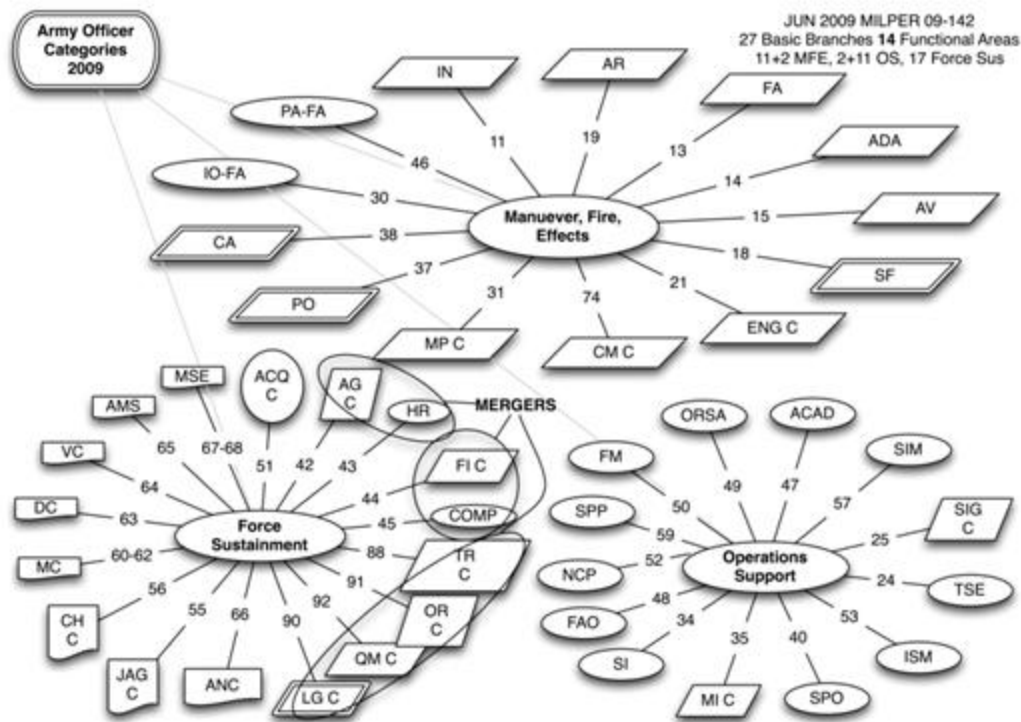 Army Officer
Categories
2009
JUN 2009 MILPER 09-142
27 Basic Branches 14 Functional Areas
11+2 MFE, 2+11 OS, 17 Force Sus
IN
AR
FA
PA-FA
ADA
IO-FA
AV
CA
SF
PO
ENG C
MP C
CM C
11
19
13
46
14
30
15
38
18
37
21
31
74
Manuever, Fire,
Effects
MSE
ACQ
C
AG
C
HR
MERGERS
AMS
VC
FI C
DC
COMP
MC
TR
C
CH
C
OR
C
JAG
C
ANC
QM C
LG C
67-68
65
51
42
43
64
44
63
45
60-62
88
56
91
55
66
92
90
Force
Sustainment
ORSA
ACAD
FM
SIM
SPP
SIG
C
NCP
TSE
FAO
SI
ISM
MI C
SPO
49
47
50
57
59
25
52
24
48
53
34
35
40
Operations
Support